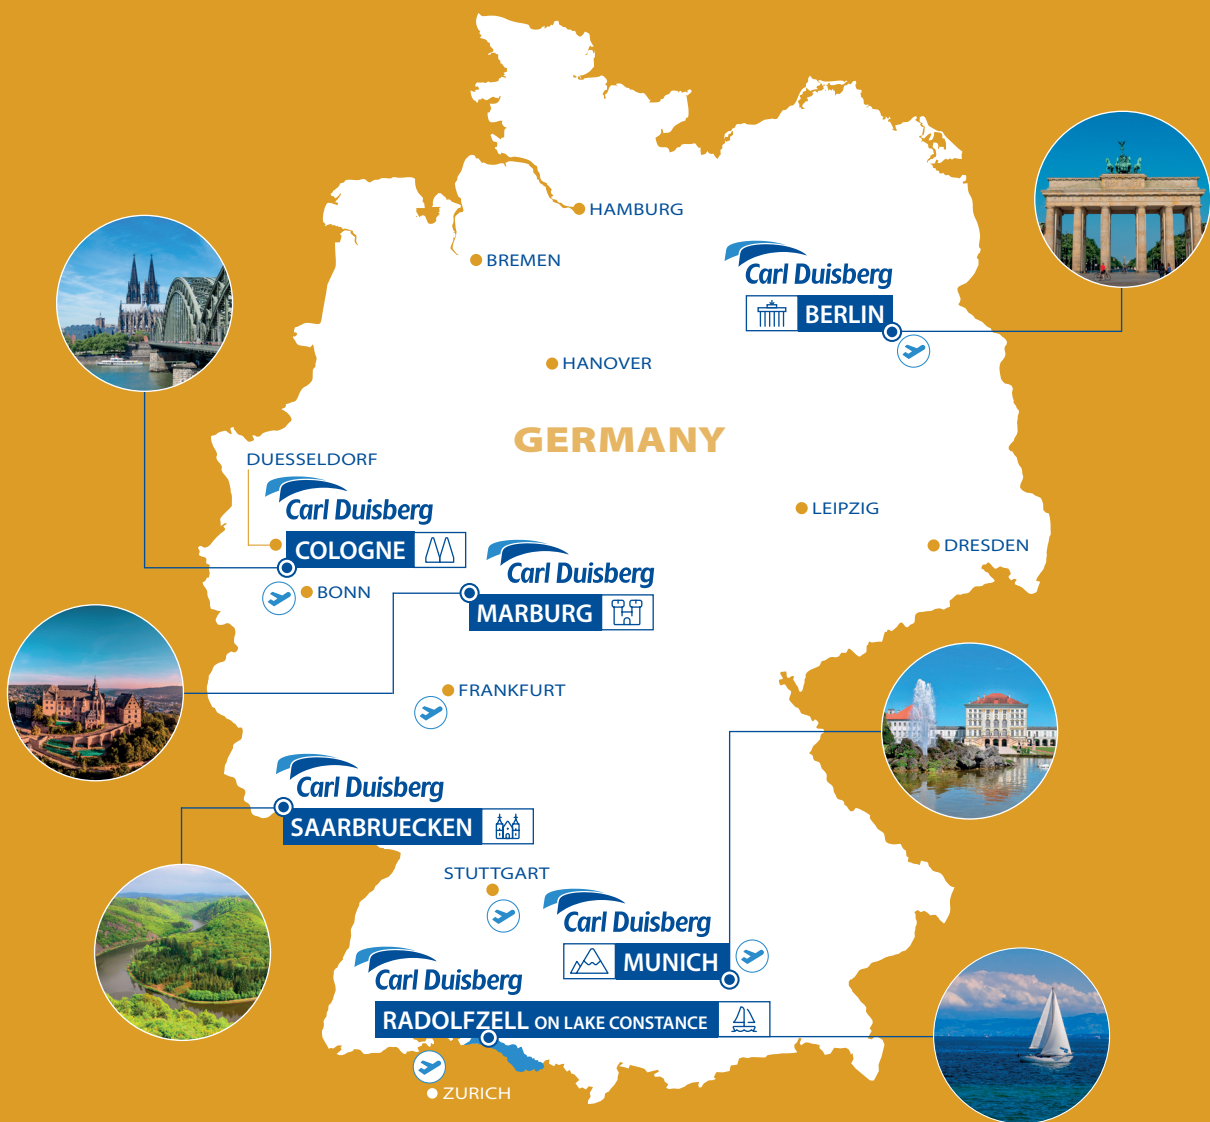 HAMBURG
BREMEN
Carl Duisberg
BERLIN
HANOVER
GERMANY
DUESSELDORF
Carl Duisberg
COLOGNE
LEIPZIG
DRESDEN
BONN
Carl Duisberg
MARBURG
FRANKFURT
Carl Duisberg
SAARBRUECKEN
STUTTGART
Carl Duisberg
MUNICH
Carl Duisberg
RADOLFZELL ON LAKE CONSTANCE
ZURICH